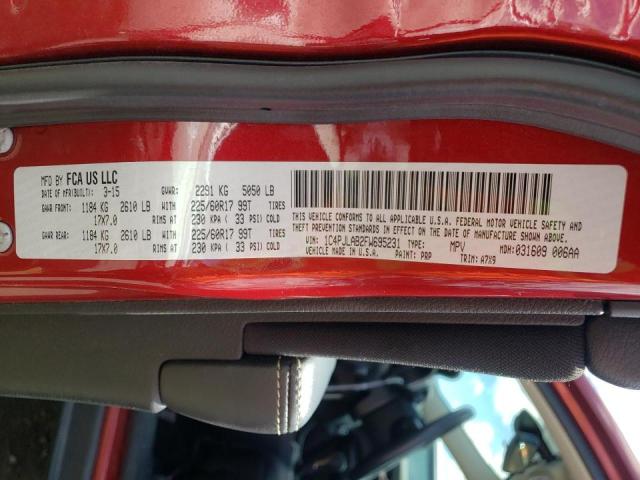 MFD BY FCA US LLC
DATE OF MFR(BUILT): 3-15 GVWR: 2291 KG 5050 LB
GAWR FRONT: 1184 KG 2610 LB WITH 225/60R17 99T TIRES
17X7.0 RIMS AT 230 KPA ( 33 PSI) COLD
GAWR REAR: 1184 KG 2610 LB WITH 225/60R17 99T TIRES
17X7.0 RIMS AT 230 KPA ( 33 PSI) COLD
THIS VEHICLE CONFORMS TO ALL APPLICABLE U.S.A. FEDERAL MOTOR VEHICLE SAFETY AND
THEFT PREVENTION STANDARDS IN EFFECT ON THE DATE OF MANUFACTURE SHOWN ABOVE.
VIN: 1C4PJLAB2FW695231 TYPE: MPV MDH:031609 006AA
VEHICLE MADE IN U.S.A. PAINT: PRP TRIM: A7X9